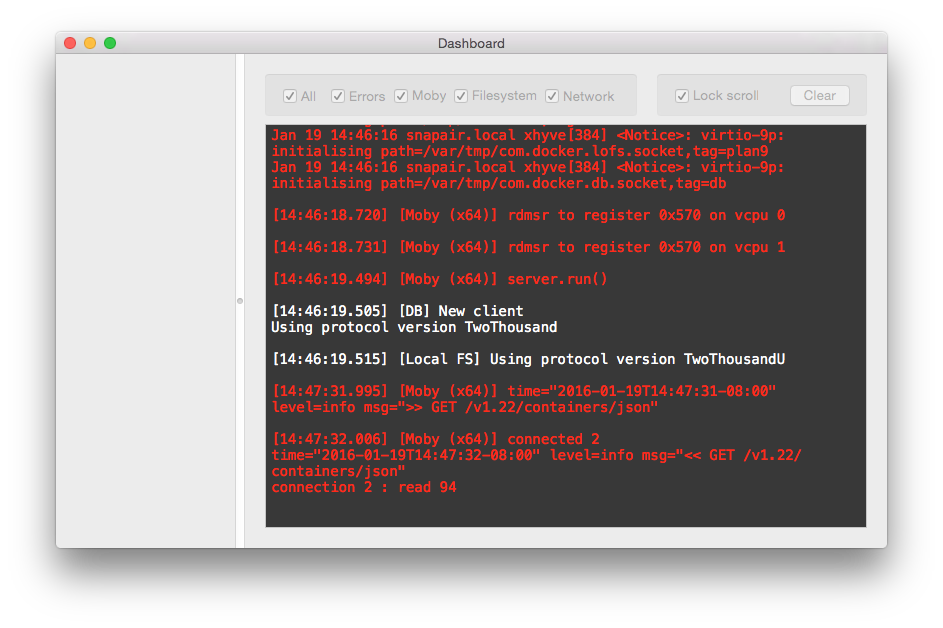 Dashboard
All Errors Moby Filesystem Network Lock scroll Clear
Jan 19 14:46:16 snapair.local xhyve[384] <Notice>: virtio-9p:
initialising path=/var/tmp/com.docker.lofs.socket,tag=plan9
Jan 19 14:46:16 snapair.local xhyve[384] <Notice>: virtio-9p:
initialising path=/var/tmp/com.docker.db.socket,tag=db
[14:46:18.720] [Moby (x64)] rdmsr to register 0x570 on vcpu 0
[14:46:18.731] [Moby (x64)] rdmsr to register 0x570 on vcpu 1
[14:46:19.494] [Moby (x64)] server.run()
[14:46:19.505] [DB] New client
Using protocol version TwoThousand
[14:46:19.515] [Local FS] Using protocol version TwoThousandU
[14:47:31.995] [Moby (x64)] time="2016-01-19T14:47:31-08:00"
level=info msg=">> GET /v1.22/containers/json"
[14:47:32.006] [Moby (x64)] connected 2
time="2016-01-19T14:47:32-08:00" level=info msg="<< GET /v1.22/
containers/json"
connection 2 : read 94